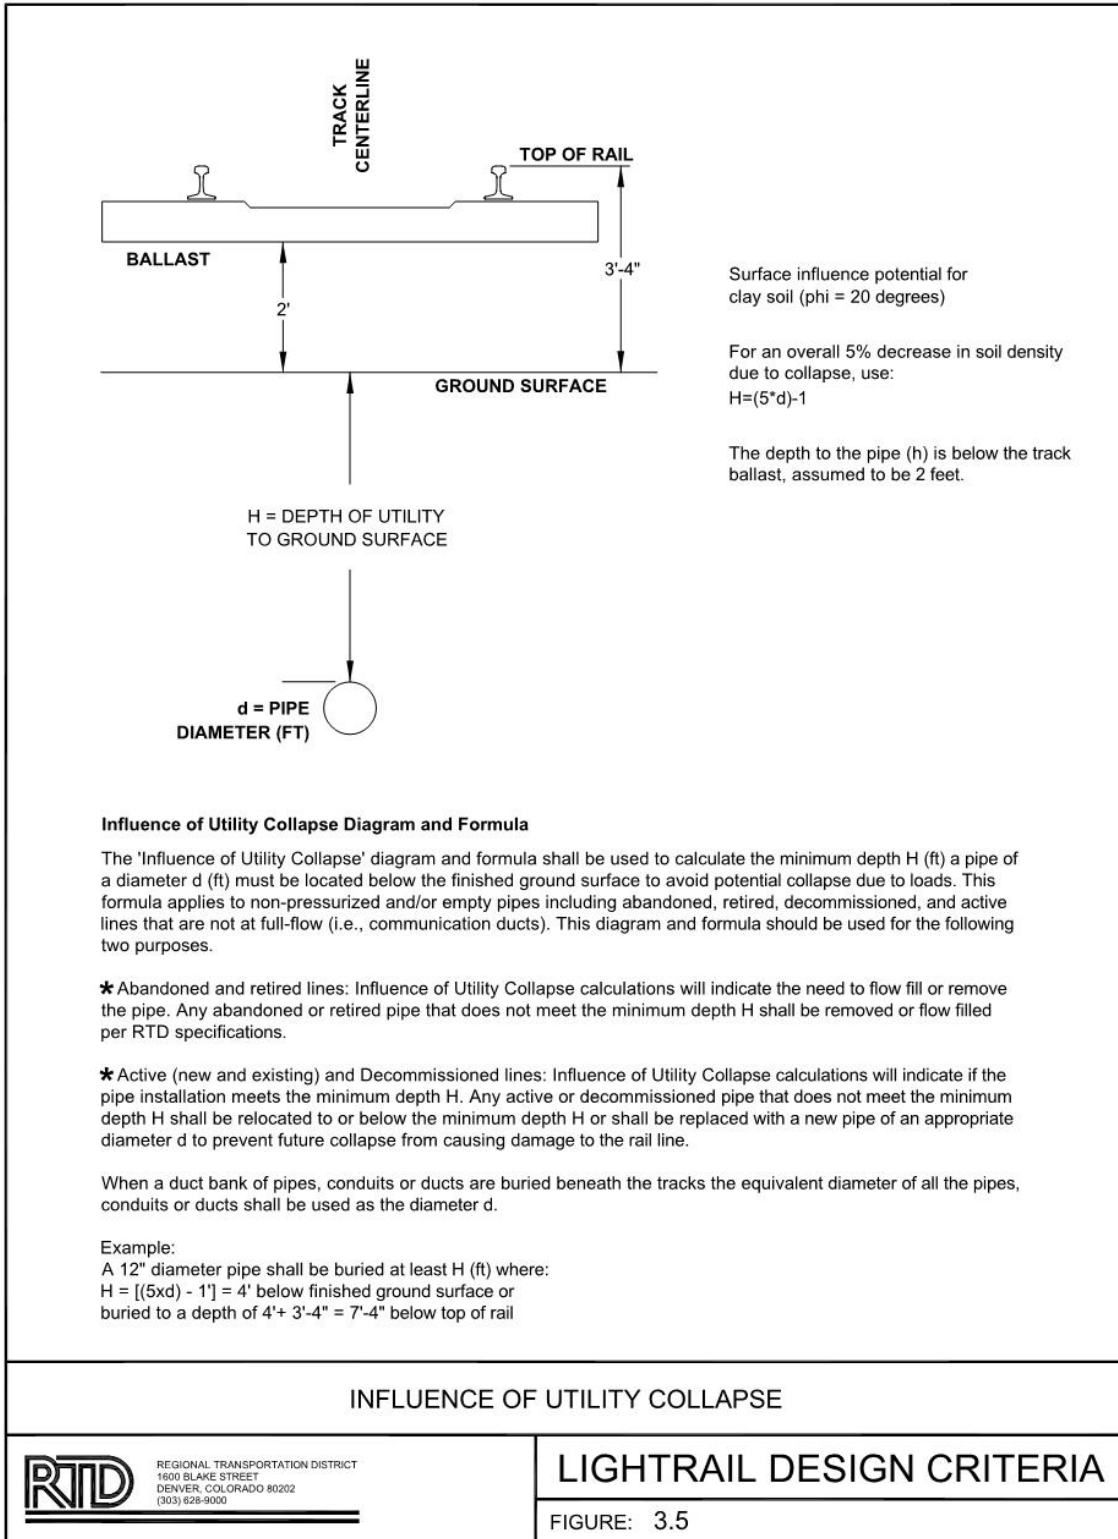 TRACK
CENTERLINE
TOP OF RAIL
BALLAST
3'-4"
2'
GROUND SURFACE
Surface influence potential for
clay soil (phi = 20 degrees)
For an overall 5% decrease in soil density
due to collapse, use:
H=(5*d)-1
The depth to the pipe (h) is below the track
ballast, assumed to be 2 feet.
H = DEPTH OF UTILITY
TO GROUND SURFACE
d = PIPE
DIAMETER (FT)
Influence of Utility Collapse Diagram and Formula
The 'Influence of Utility Collapse' diagram and formula shall be used to calculate the minimum depth H (ft) a pipe of
a diameter d (ft) must be located below the finished ground surface to avoid potential collapse due to loads. This
formula applies to non-pressurized and/or empty pipes including abandoned, retired, decommissioned, and active
lines that are not at full-flow (i.e., communication ducts). This diagram and formula should be used for the following
two purposes.
* Abandoned and retired lines: Influence of Utility Collapse calculations will indicate the need to flow fill or remove
the pipe. Any abandoned or retired pipe that does not meet the minimum depth H shall be removed or flow filled
per RTD specifications.
* Active (new and existing) and Decommissioned lines: Influence of Utility Collapse calculations will indicate if the
pipe installation meets the minimum depth H. Any active or decommissioned pipe that does not meet the minimum
depth H shall be relocated to or below the minimum depth H or shall be replaced with a new pipe of an appropriate
diameter d to prevent future collapse from causing damage to the rail line.
When a duct bank of pipes, conduits or ducts are buried beneath the tracks the equivalent diameter of all the pipes,
conduits or ducts shall be used as the diameter d.
Example:
A 12" diameter pipe shall be buried at least H (ft) where:
H = [(5xd) - 1'] = 4' below finished ground surface or
buried to a depth of 4'+ 3'-4" = 7'-4" below top of rail
INFLUENCE OF UTILITY COLLAPSE
RTD
REGIONAL TRANSPORTATION DISTRICT
1600 BLAKE STREET
DENVER, COLORADO 80202
(303) 628-9000
LIGHTRAIL DESIGN CRITERIA
FIGURE: 3.5